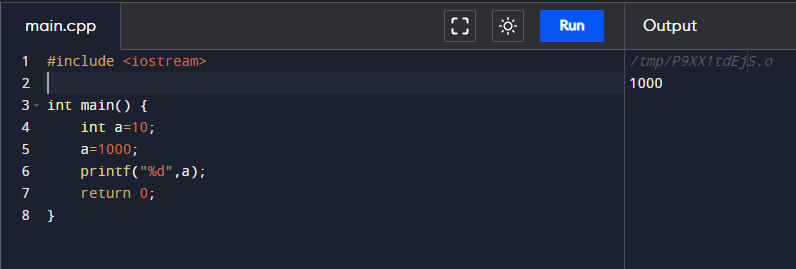 main.cpp Run Output
1 #include <iostream> /tmp/P9XX1tdEjS.o
2 1000
3 int main() {
4 int a=10;
5 a=1000;
6 printf("%d",a);
7 return 0;
8 }